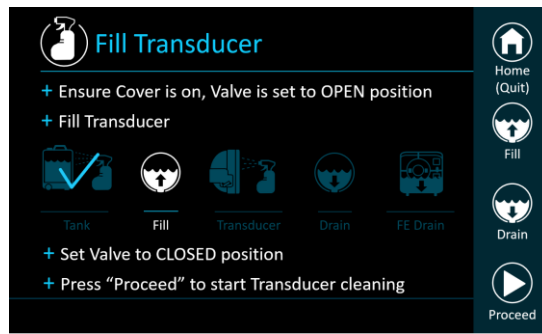 Fill Transducer
+ Ensure Cover is on, Valve is set to OPEN position
+ Fill Transducer
Tank
Fill
Transducer
Drain
FE Drain
+ Set Valve to CLOSED position
+ Press “Proceed” to start Transducer cleaning
Home
(Quit)
Fill
Drain
Proceed